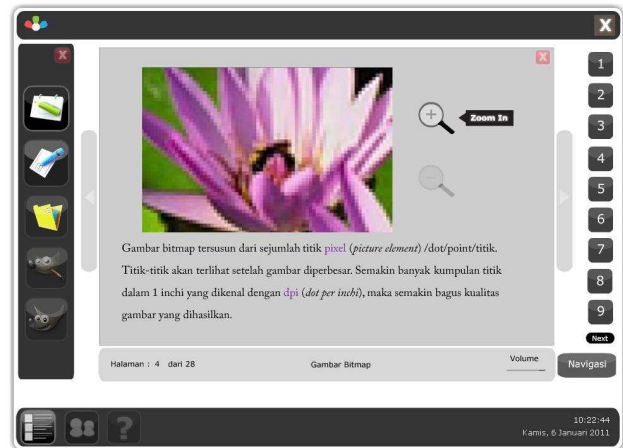 X
X
X
1
Zoom In
2
3
4
5
6
Gambar bitmap tersusun dari sejumlah titik pixel (picture element) /dot/point/titik.
Titik-titik akan terlihat setelah gambar diperbesar. Semakin banyak kumpulan titik
dalam 1 inchi yang dikenal dengan dpi (dot per inchi), maka semakin bagus kualitas
gambar yang dihasilkan.
7
8
9
Next
Halaman : 4 dari 28
Gambar Bitmap
Volume
Navigasi
?
10:22:44
Kamis, 6 Januari 2011